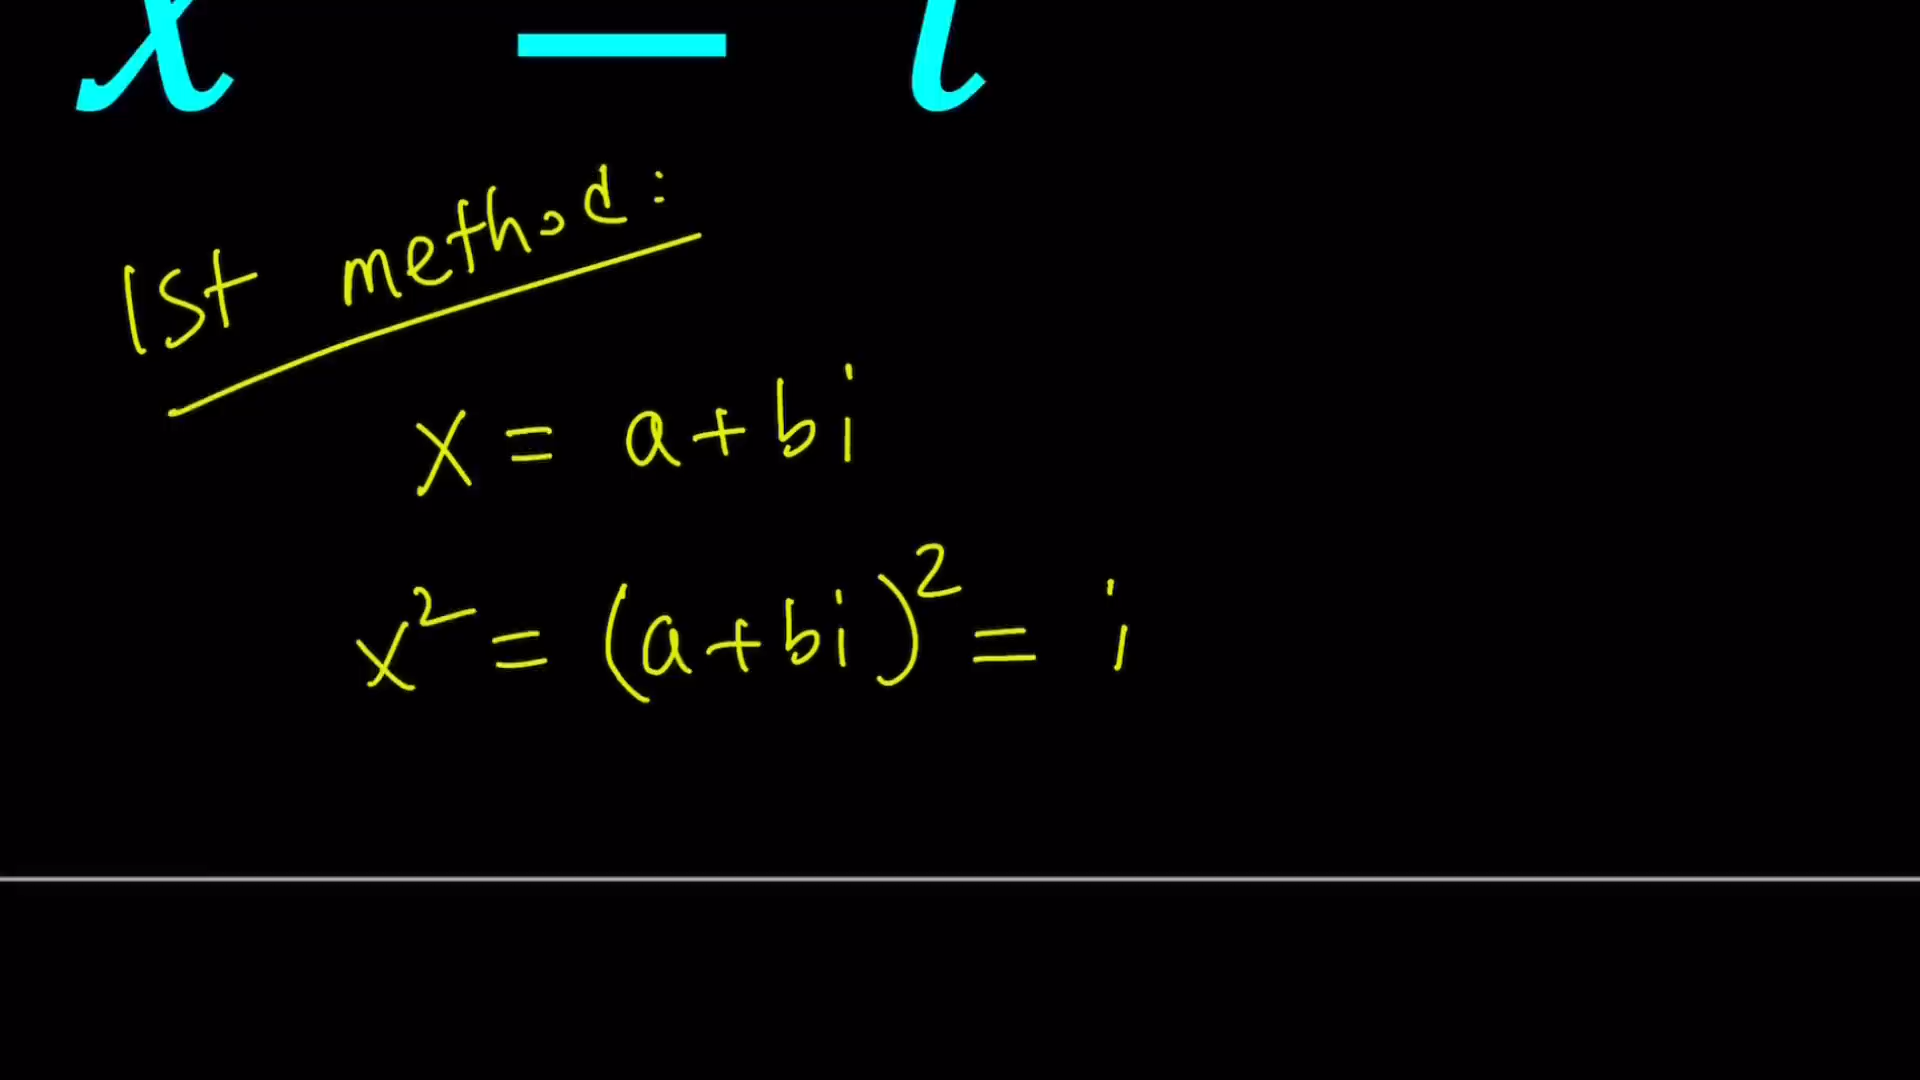 x = i
1st method:
x = a+bi
x² = (a+bi)² = i